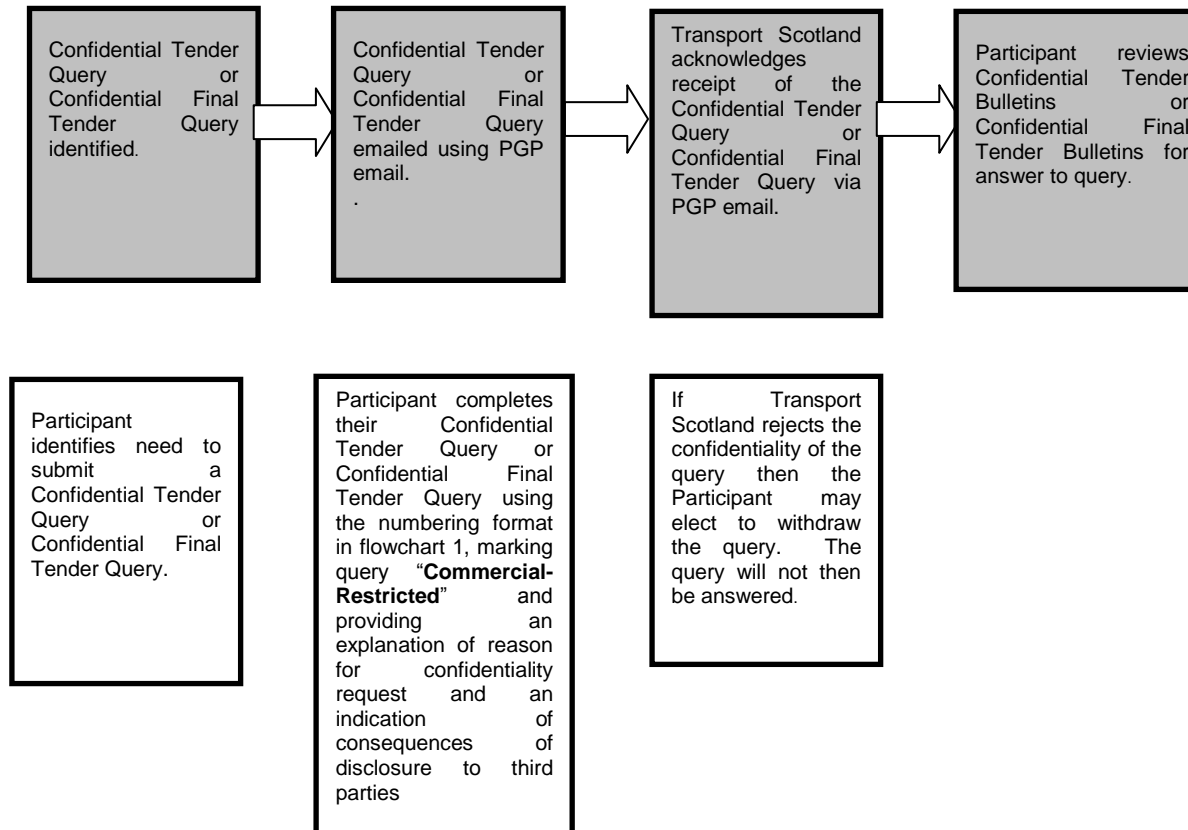 Confidential Tender
Query or
Confidential Final
Tender Query
identified.
Confidential Tender
Query or
Confidential Final
Tender Query
emailed using PGP
email.
.
Transport Scotland
acknowledges
receipt of the
Confidential Tender
Query or
Confidential Final
Tender Query via
PGP email.
Participant reviews
Confidential Tender
Bulletins or
Confidential Final
Tender Bulletins for
answer to query.
Participant
identifies need to
submit a
Confidential Tender
Query or
Confidential Final
Tender Query.
Participant completes
their Confidential
Tender Query or
Confidential Final
Tender Query using
the numbering format
in flowchart 1, marking
query “Commercial-
Restricted” and
providing an
explanation of reason
for confidentiality
request and an
indication of
consequences of
disclosure to third
parties
If Transport
Scotland rejects the
confidentiality of the
query then the
Participant may
elect to withdraw
the query. The
query will not then
be answered.